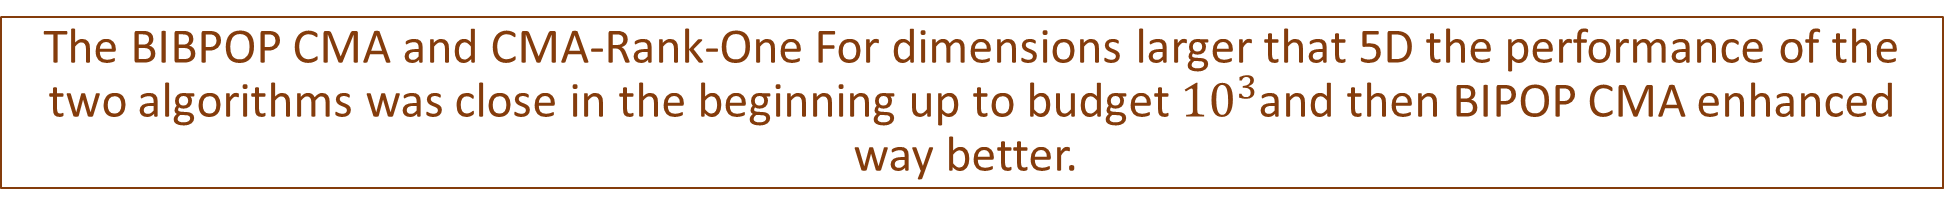 The BIBPOP CMA and CMA-Rank-One For dimensions larger that 5D the performance of the
two algorithms was close in the beginning up to budget 10³and then BIPOP CMA enhanced
way better.